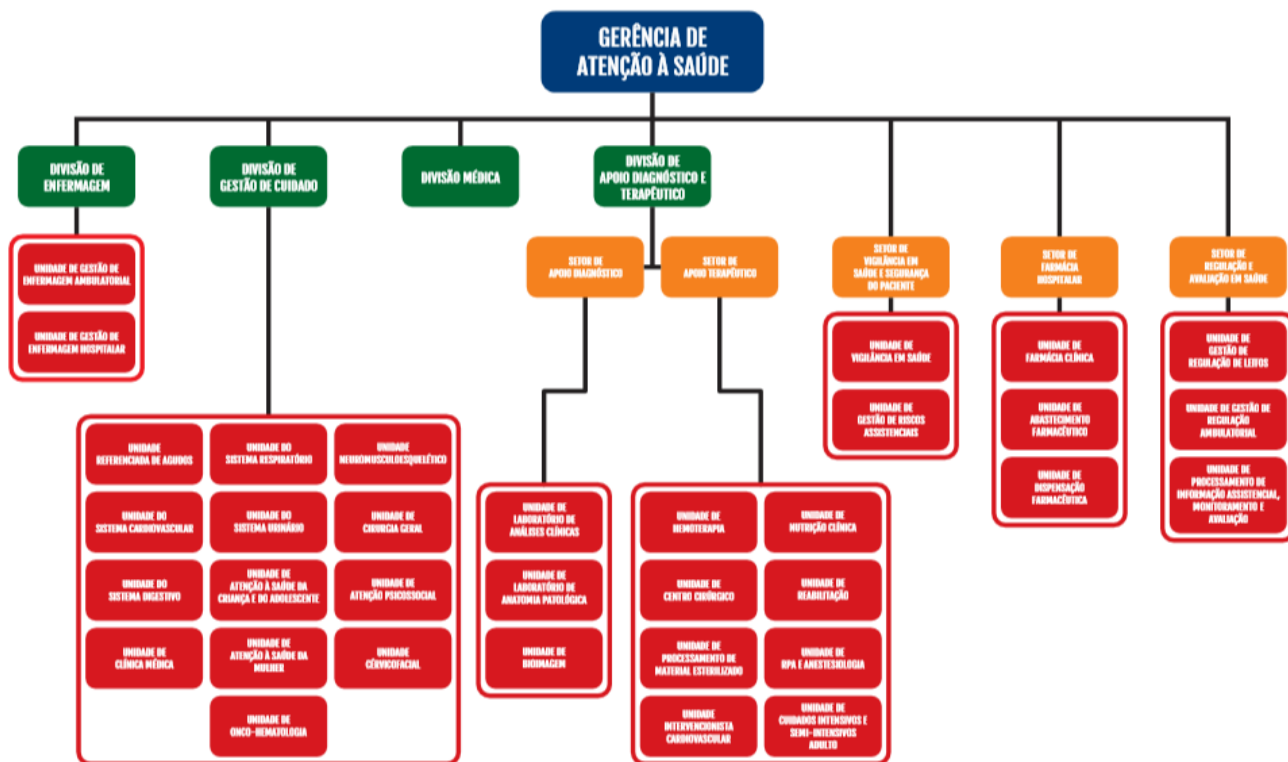 GERÊNCIA DE
ATENÇÃO À SAÚDE
DIVISÃO DE
ENFERMAGEM
DIVISÃO DE
GESTÃO DE CUIDADO
DIVISÃO MÉDICA
DIVISÃO DE
APOIO DIAGNÓSTICO E
TERAPÊUTICO
UNIDADE DE GESTÃO DE
ENFERMAGEM AMBULATORIAL
UNIDADE DE GESTÃO DE
ENFERMAGEM HOSPITALAR
SETOR DE
APOIO DIAGNÓSTICO
SETOR DE
APOIO TERAPÊUTICO
SETOR DE
VIGILÂNCIA EM
SAÚDE E SEGURANÇA
DO PACIENTE
SETOR DE
FARMÁCIA
HOSPITALAR
SETOR DE
REGULAÇÃO E
AVALIAÇÃO EM SAÚDE
UNIDADE DE
VIGILÂNCIA EM SAÚDE
UNIDADE DE
GESTÃO DE RISCOS
ASSISTENCIAIS
UNIDADE DE
FARMÁCIA CLÍNICA
UNIDADE DE
ABASTECIMENTO
FARMACÊUTICO
UNIDADE DE
DISPENSAÇÃO
FARMACÊUTICA
UNIDADE DE
GESTÃO DE
REGULAÇÃO DE LEITOS
UNIDADE DE GESTÃO DE
REGULAÇÃO
AMBULATORIAL
UNIDADE DE
PROCESSAMENTO DE
INFORMAÇÃO ASSISTENCIAL,
MONITORAMENTO E
AVALIAÇÃO
UNIDADE
REFERENCIADA DE AGUDOS
UNIDADE DO
SISTEMA RESPIRATÓRIO
UNIDADE
NEUROMUSCULOESQUELÉTICO
UNIDADE DO
SISTEMA CARDIOVASCULAR
UNIDADE DO
SISTEMA URINÁRIO
UNIDADE DE
CIRURGIA GERAL
UNIDADE DO
SISTEMA DIGESTIVO
UNIDADE DE
ATENÇÃO À SAÚDE DA
CRIANÇA E DO ADOLESCENTE
UNIDADE DE
ATENÇÃO PSICOSSOCIAL
UNIDADE DE
CLÍNICA MÉDICA
UNIDADE DE
ATENÇÃO À SAÚDE DA
MULHER
UNIDADE
CÉRVICOFACIAL
UNIDADE DE
ONCO-HEMATOLOGIA
UNIDADE DE
LABORATÓRIO DE
ANÁLISES CLÍNICAS
UNIDADE DE
LABORATÓRIO DE
ANATOMIA PATOLÓGICA
UNIDADE DE
BIOIMAGEM
UNIDADE DE
HEMOTERAPIA
UNIDADE DE
NUTRIÇÃO CLÍNICA
UNIDADE DE
CENTRO CIRÚRGICO
UNIDADE DE
REABILITAÇÃO
UNIDADE DE
PROCESSAMENTO DE
MATERIAL ESTERILIZADO
UNIDADE DE
RPA E ANESTESIOLOGIA
UNIDADE
INTERVENCIONISTA
CARDIOVASCULAR
UNIDADE DE
CUIDADOS INTENSIVOS E
SEMI-INTENSIVOS
ADULTO